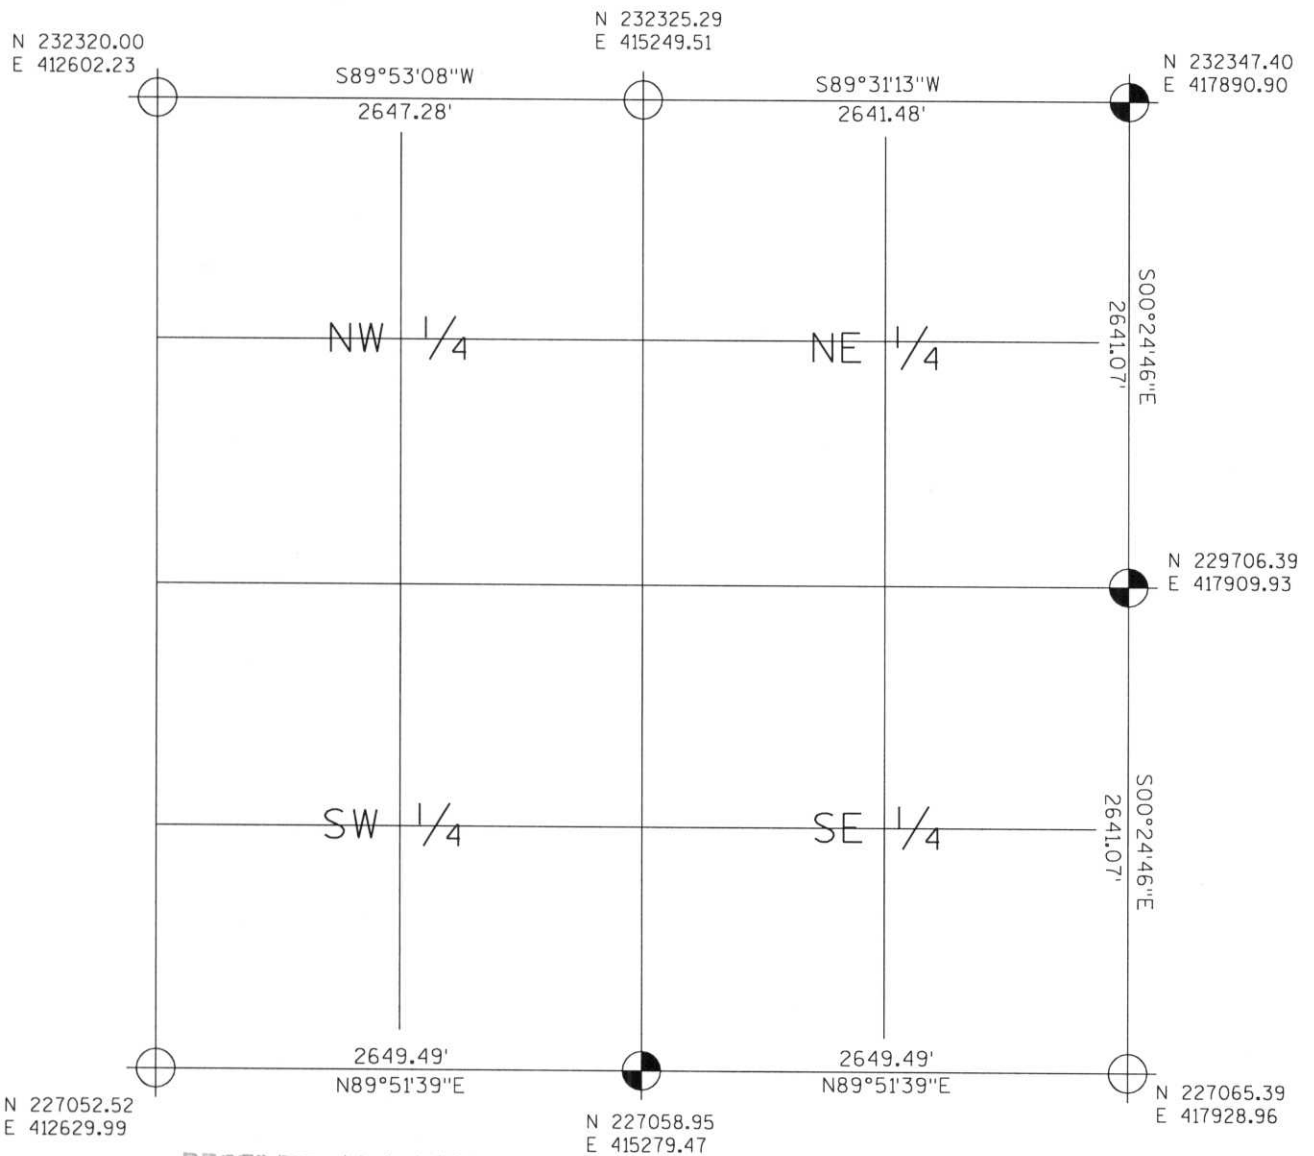 N 232325.29
E 415249.51
N 232320.00
E 412602.23
N 232347.40
E 417890.90
S89°53'08"W
2647.28'
S89°31'13"W
2641.48'
S00°24'46"E
2641.07'
NW 1/4
NE 1/4
N 229706.39
E 417909.93
S00°24'46"E
2641.07'
SW 1/4
SE 1/4
2649.49'
N89°51'39"E
2649.49'
N89°51'39"E
N 227052.52
E 412629.99
N 227058.95
E 415279.47
N 227065.39
E 417928.96